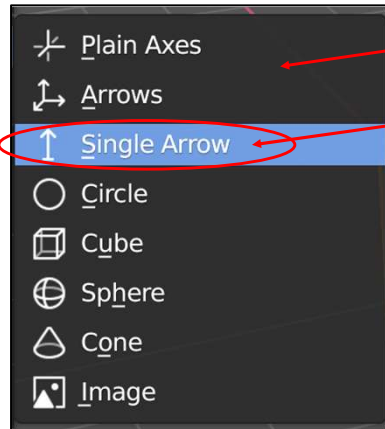 Plain Axes
Arrows
Single Arrow
Circle
Cube
Sphere
Cone
Image